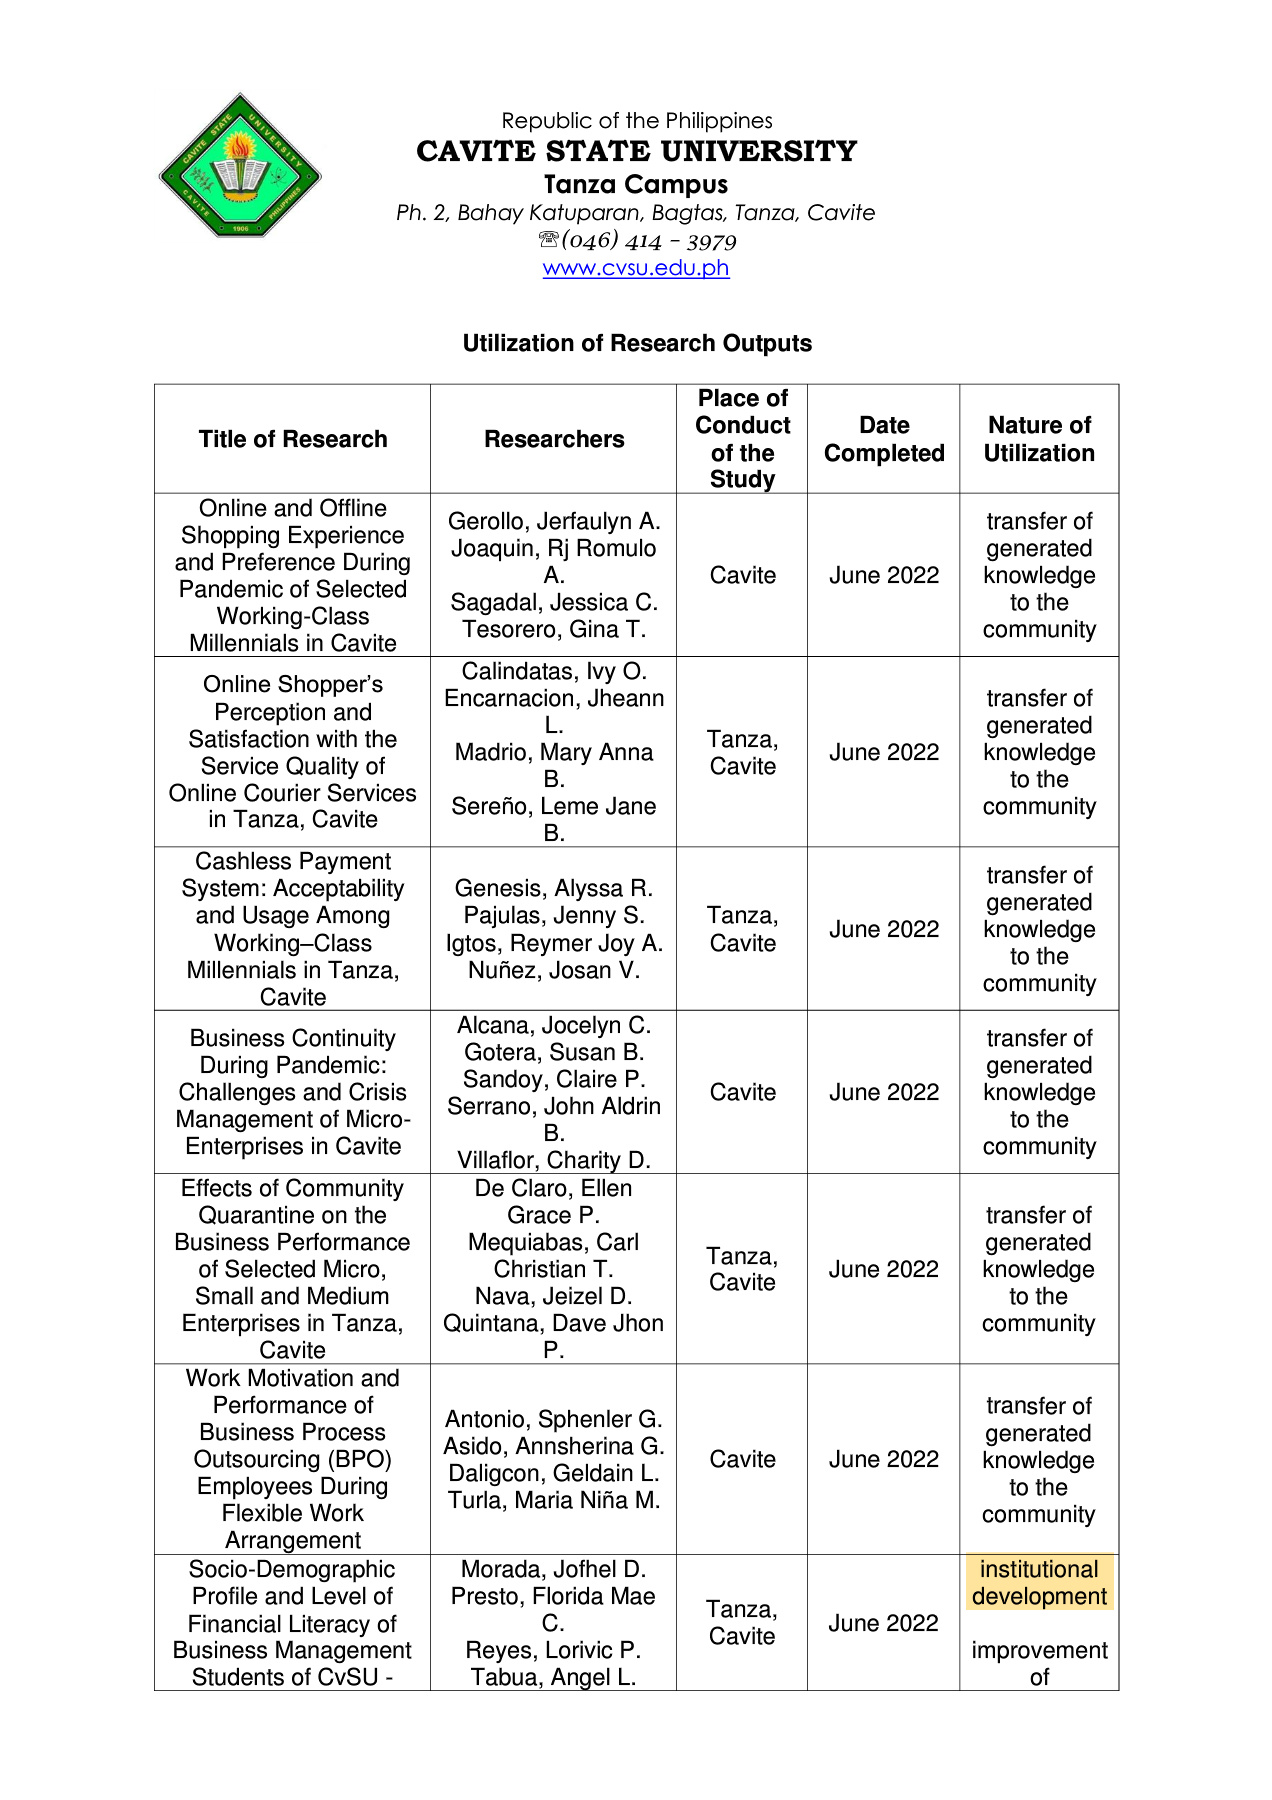 CAVITE STATE UNIVERSITY
CAVITE PHILIPPINES
1906
Republic of the Philippines
CAVITE STATE UNIVERSITY
Tanza Campus
Ph. 2, Bahay Katuparan, Bagtas, Tanza, Cavite
☏(046) 414 – 3979
www.cvsu.edu.ph
Utilization of Research Outputs
Title of Research
Researchers
Place of
Conduct
of the
Study
Date
Completed
Nature of
Utilization
Online and Offline
Shopping Experience
and Preference During
Pandemic of Selected
Working-Class
Millennials in Cavite
Gerollo, Jerfaulyn A.
Joaquin, Rj Romulo
A.
Sagadal, Jessica C.
Tesorero, Gina T.
Cavite
June 2022
transfer of
generated
knowledge
to the
community
Online Shopper’s
Perception and
Satisfaction with the
Service Quality of
Online Courier Services
in Tanza, Cavite
Calindatas, Ivy O.
Encarnacion, Jheann
L.
Madrio, Mary Anna
B.
Sereño, Leme Jane
B.
Tanza,
Cavite
June 2022
transfer of
generated
knowledge
to the
community
Cashless Payment
System: Acceptability
and Usage Among
Working–Class
Millennials in Tanza,
Cavite
Genesis, Alyssa R.
Pajulas, Jenny S.
Igtos, Reymer Joy A.
Nuñez, Josan V.
Tanza,
Cavite
June 2022
transfer of
generated
knowledge
to the
community
Business Continuity
During Pandemic:
Challenges and Crisis
Management of Micro-
Enterprises in Cavite
Alcana, Jocelyn C.
Gotera, Susan B.
Sandoy, Claire P.
Serrano, John Aldrin
B.
Villaflor, Charity D.
Cavite
June 2022
transfer of
generated
knowledge
to the
community
Effects of Community
Quarantine on the
Business Performance
of Selected Micro,
Small and Medium
Enterprises in Tanza,
Cavite
De Claro, Ellen
Grace P.
Mequiabas, Carl
Christian T.
Nava, Jeizel D.
Quintana, Dave Jhon
P.
Tanza,
Cavite
June 2022
transfer of
generated
knowledge
to the
community
Work Motivation and
Performance of
Business Process
Outsourcing (BPO)
Employees During
Flexible Work
Arrangement
Antonio, Sphenler G.
Asido, Annsherina G.
Daligcon, Geldain L.
Turla, Maria Niña M.
Cavite
June 2022
transfer of
generated
knowledge
to the
community
Socio-Demographic
Profile and Level of
Financial Literacy of
Business Management
Students of CvSU -
Morada, Jofhel D.
Presto, Florida Mae
C.
Reyes, Lorivic P.
Tabua, Angel L.
Tanza,
Cavite
June 2022
institutional
development
improvement
of